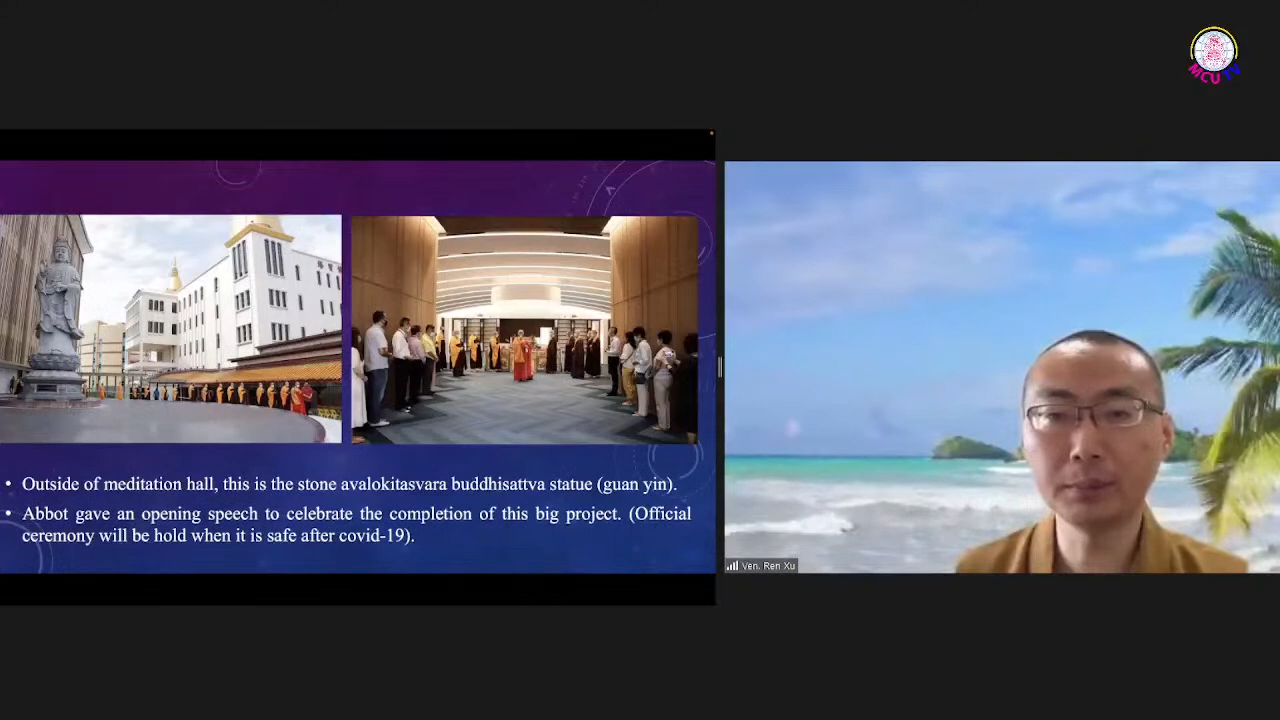 MCU TV
• Outside of meditation hall, this is the stone avalokitasvara buddhisattva statue (guan yin).
• Abbot gave an opening speech to celebrate the completion of this big project. (Official
ceremony will be hold when it is safe after covid-19).
Ven. Ren Xu